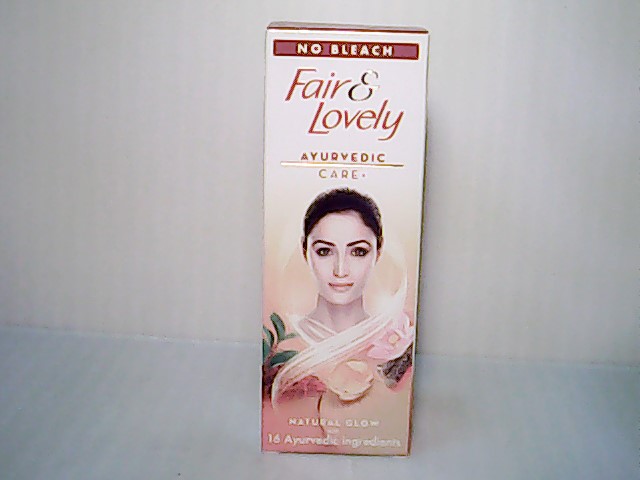 NO BLEACH
Fair &
Lovely
AYURVEDIC
CARE+
NATURAL GLOW
16 Ayurvedic ingredients